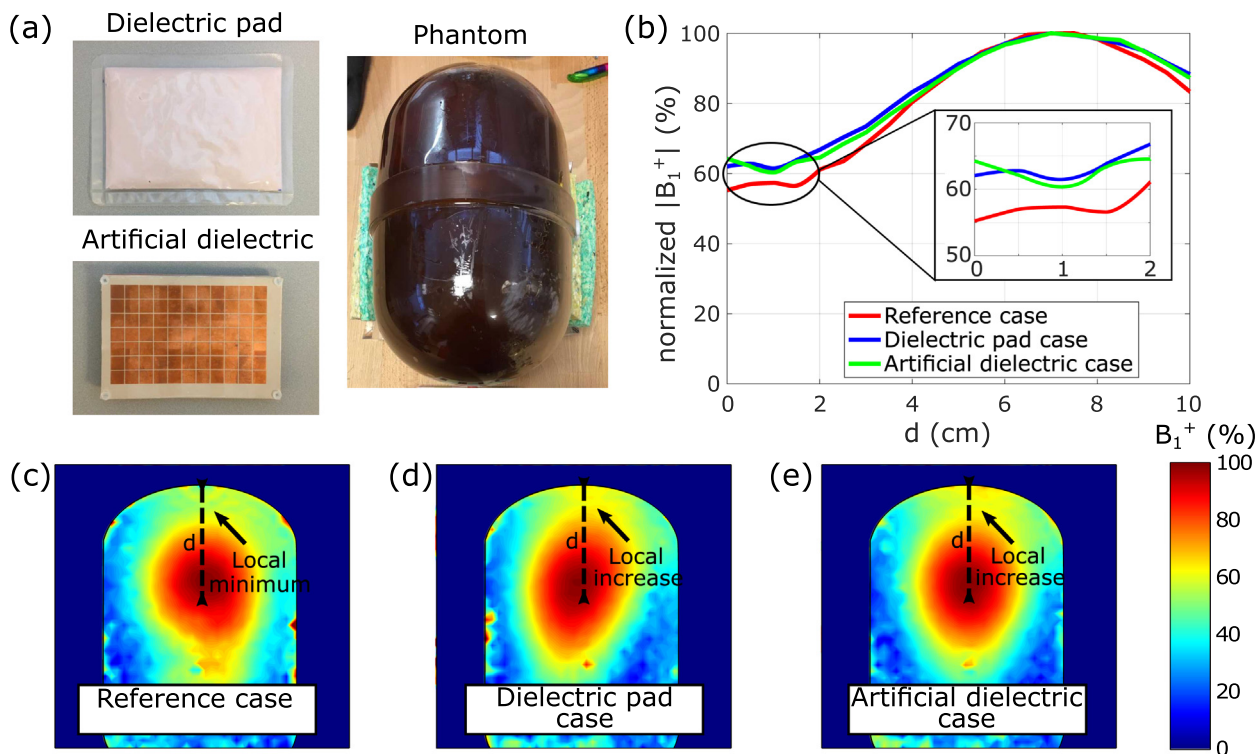 (a)
Dielectric pad
Phantom
Artificial dielectric
(b)
normalized |B₁⁺| (%)
100
80
60
40
20
0
0
2
4
6
8
10
d (cm)
70
60
50
0
1
2
Reference case
Dielectric pad case
Artificial dielectric case
(c)
d
Local
minimum
Reference case
(d)
d
Local
increase
Dielectric pad
case
(e)
d
Local
increase
Artificial dielectric
case
B₁⁺ (%)
100
80
60
40
20
0